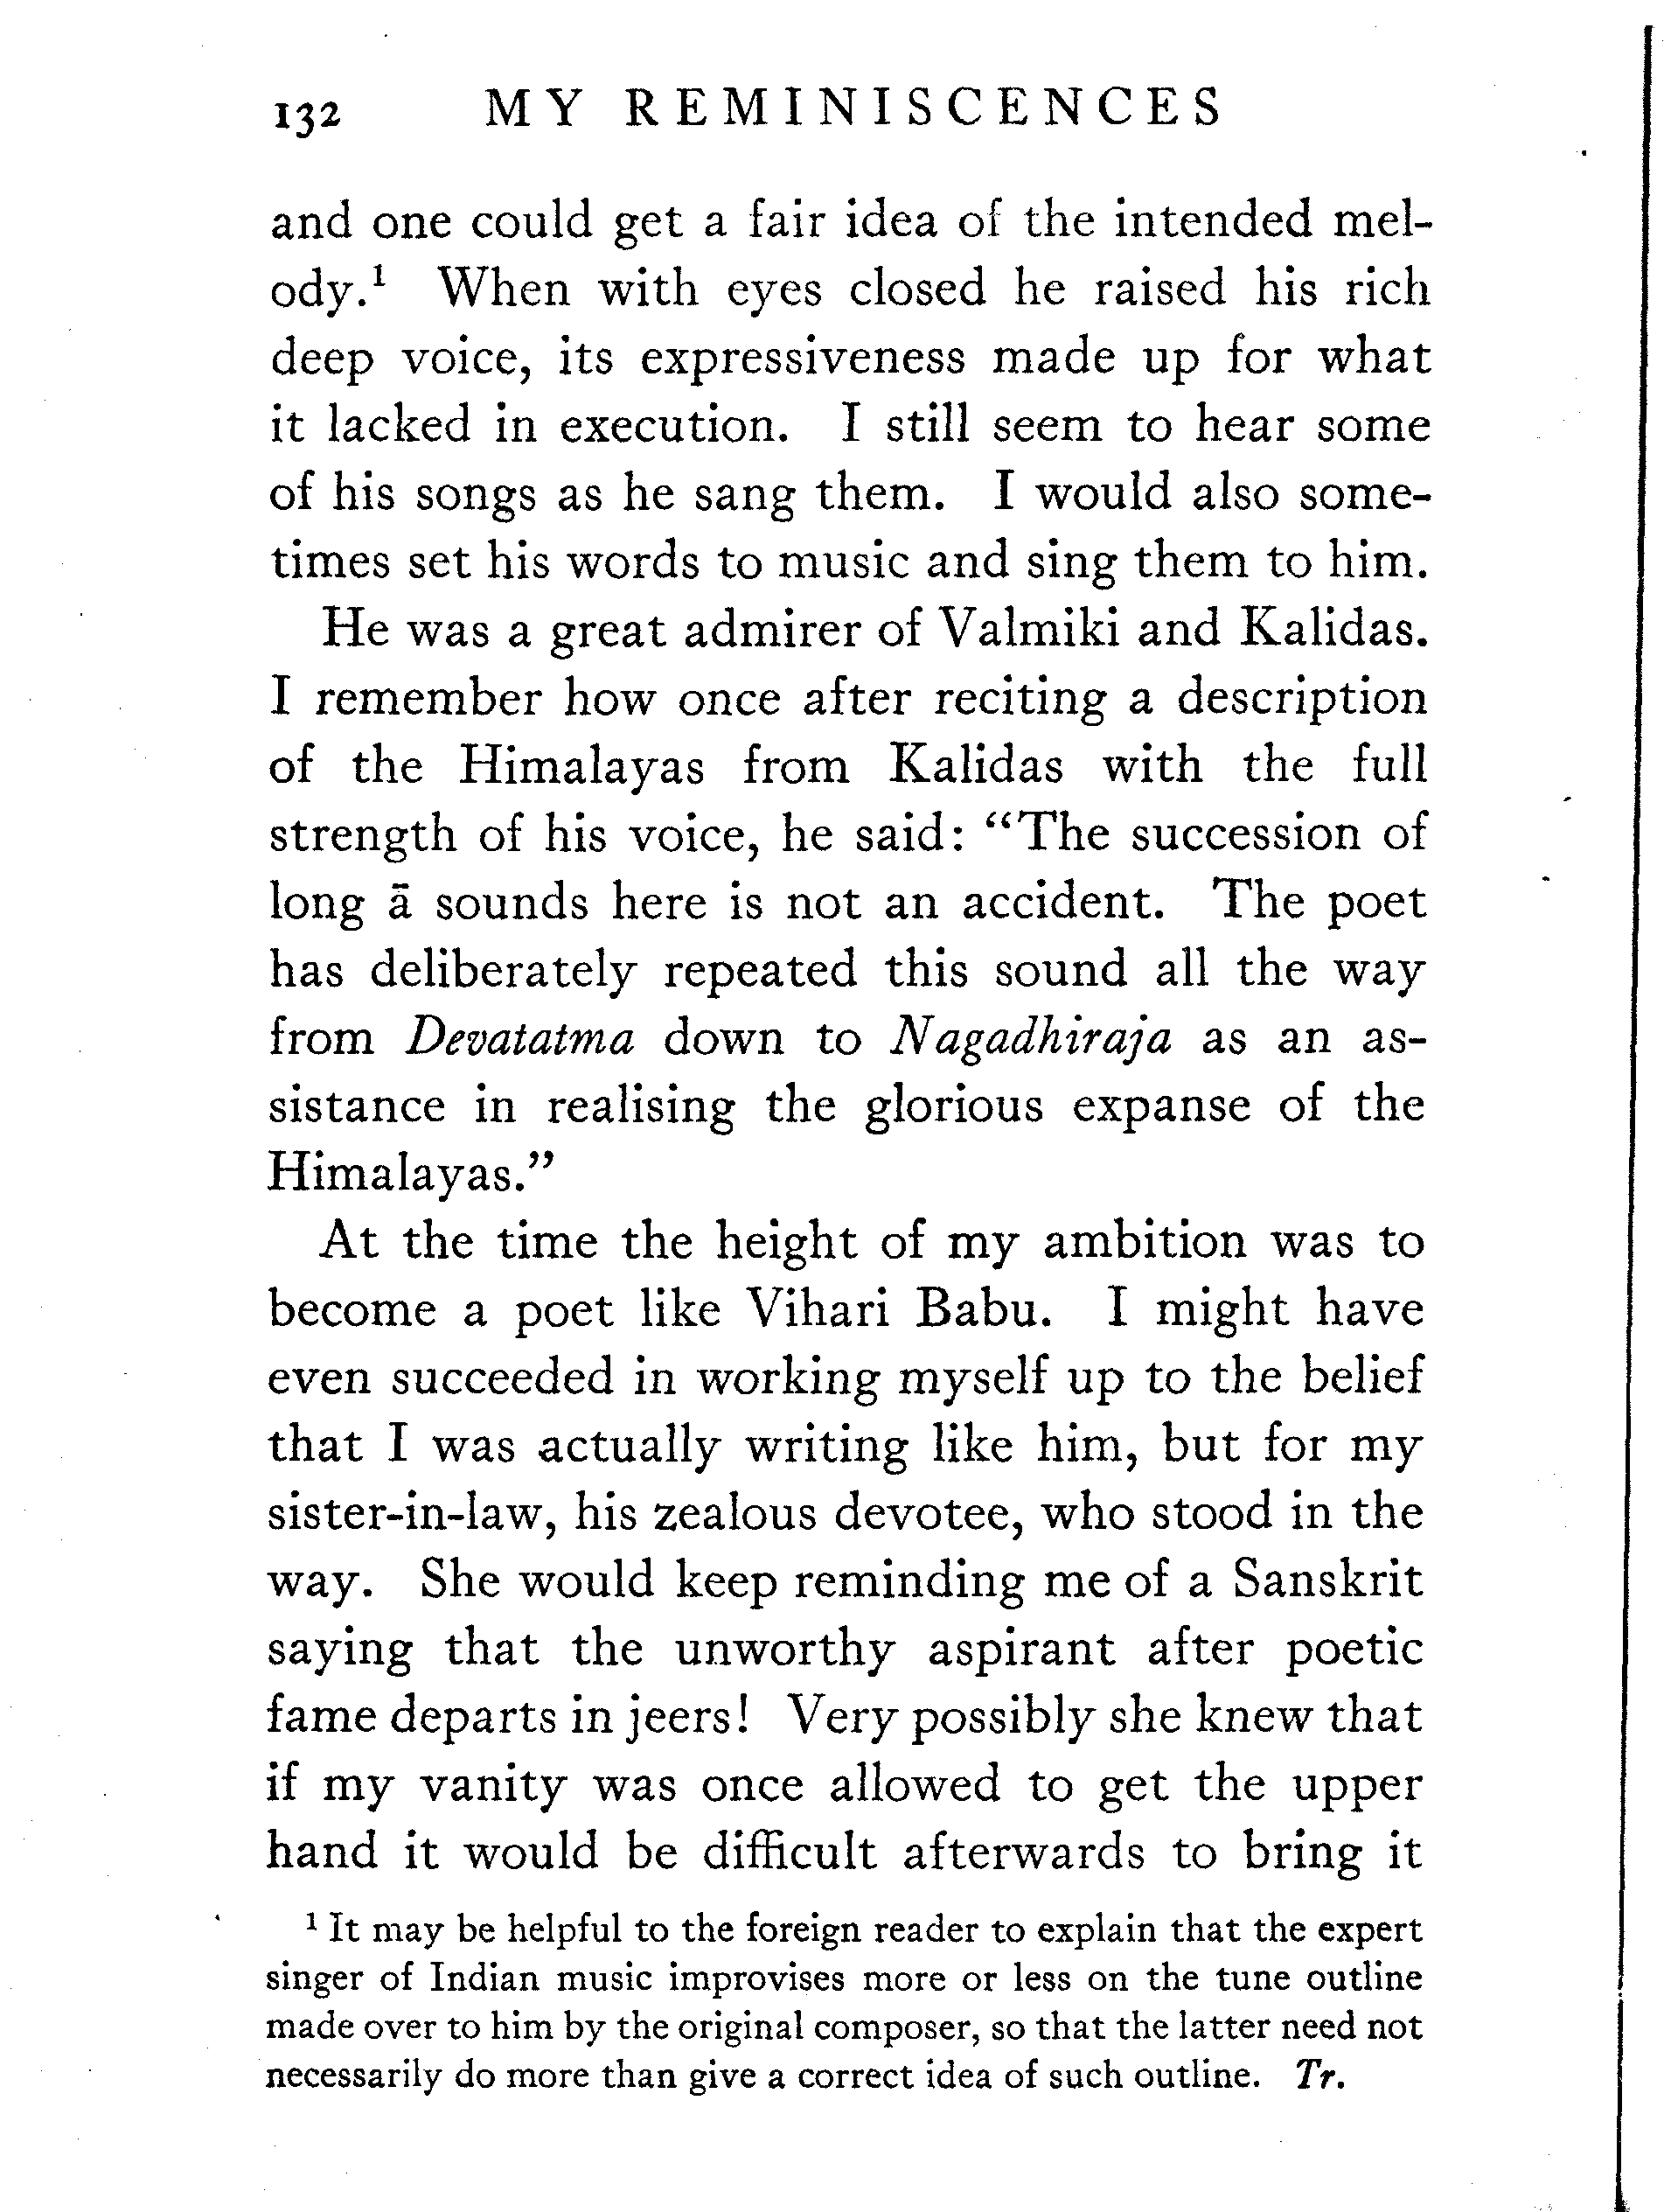 132 MY REMINISCENCES
and one could get a fair idea of the intended mel-
ody.¹ When with eyes closed he raised his rich
deep voice, its expressiveness made up for what
it lacked in execution. I still seem to hear some
of his songs as he sang them. I would also some-
times set his words to music and sing them to him.
He was a great admirer of Valmiki and Kalidas.
I remember how once after reciting a description
of the Himalayas from Kalidas with the full
strength of his voice, he said: “The succession of
long ā sounds here is not an accident. The poet
has deliberately repeated this sound all the way
from Devatatma down to Nagadhiraja as an as-
sistance in realising the glorious expanse of the
Himalayas.”
At the time the height of my ambition was to
become a poet like Vihari Babu. I might have
even succeeded in working myself up to the belief
that I was actually writing like him, but for my
sister-in-law, his zealous devotee, who stood in the
way. She would keep reminding me of a Sanskrit
saying that the unworthy aspirant after poetic
fame departs in jeers! Very possibly she knew that
if my vanity was once allowed to get the upper
hand it would be difficult afterwards to bring it
¹ It may be helpful to the foreign reader to explain that the expert
singer of Indian music improvises more or less on the tune outline
made over to him by the original composer, so that the latter need not
necessarily do more than give a correct idea of such outline. Tr.